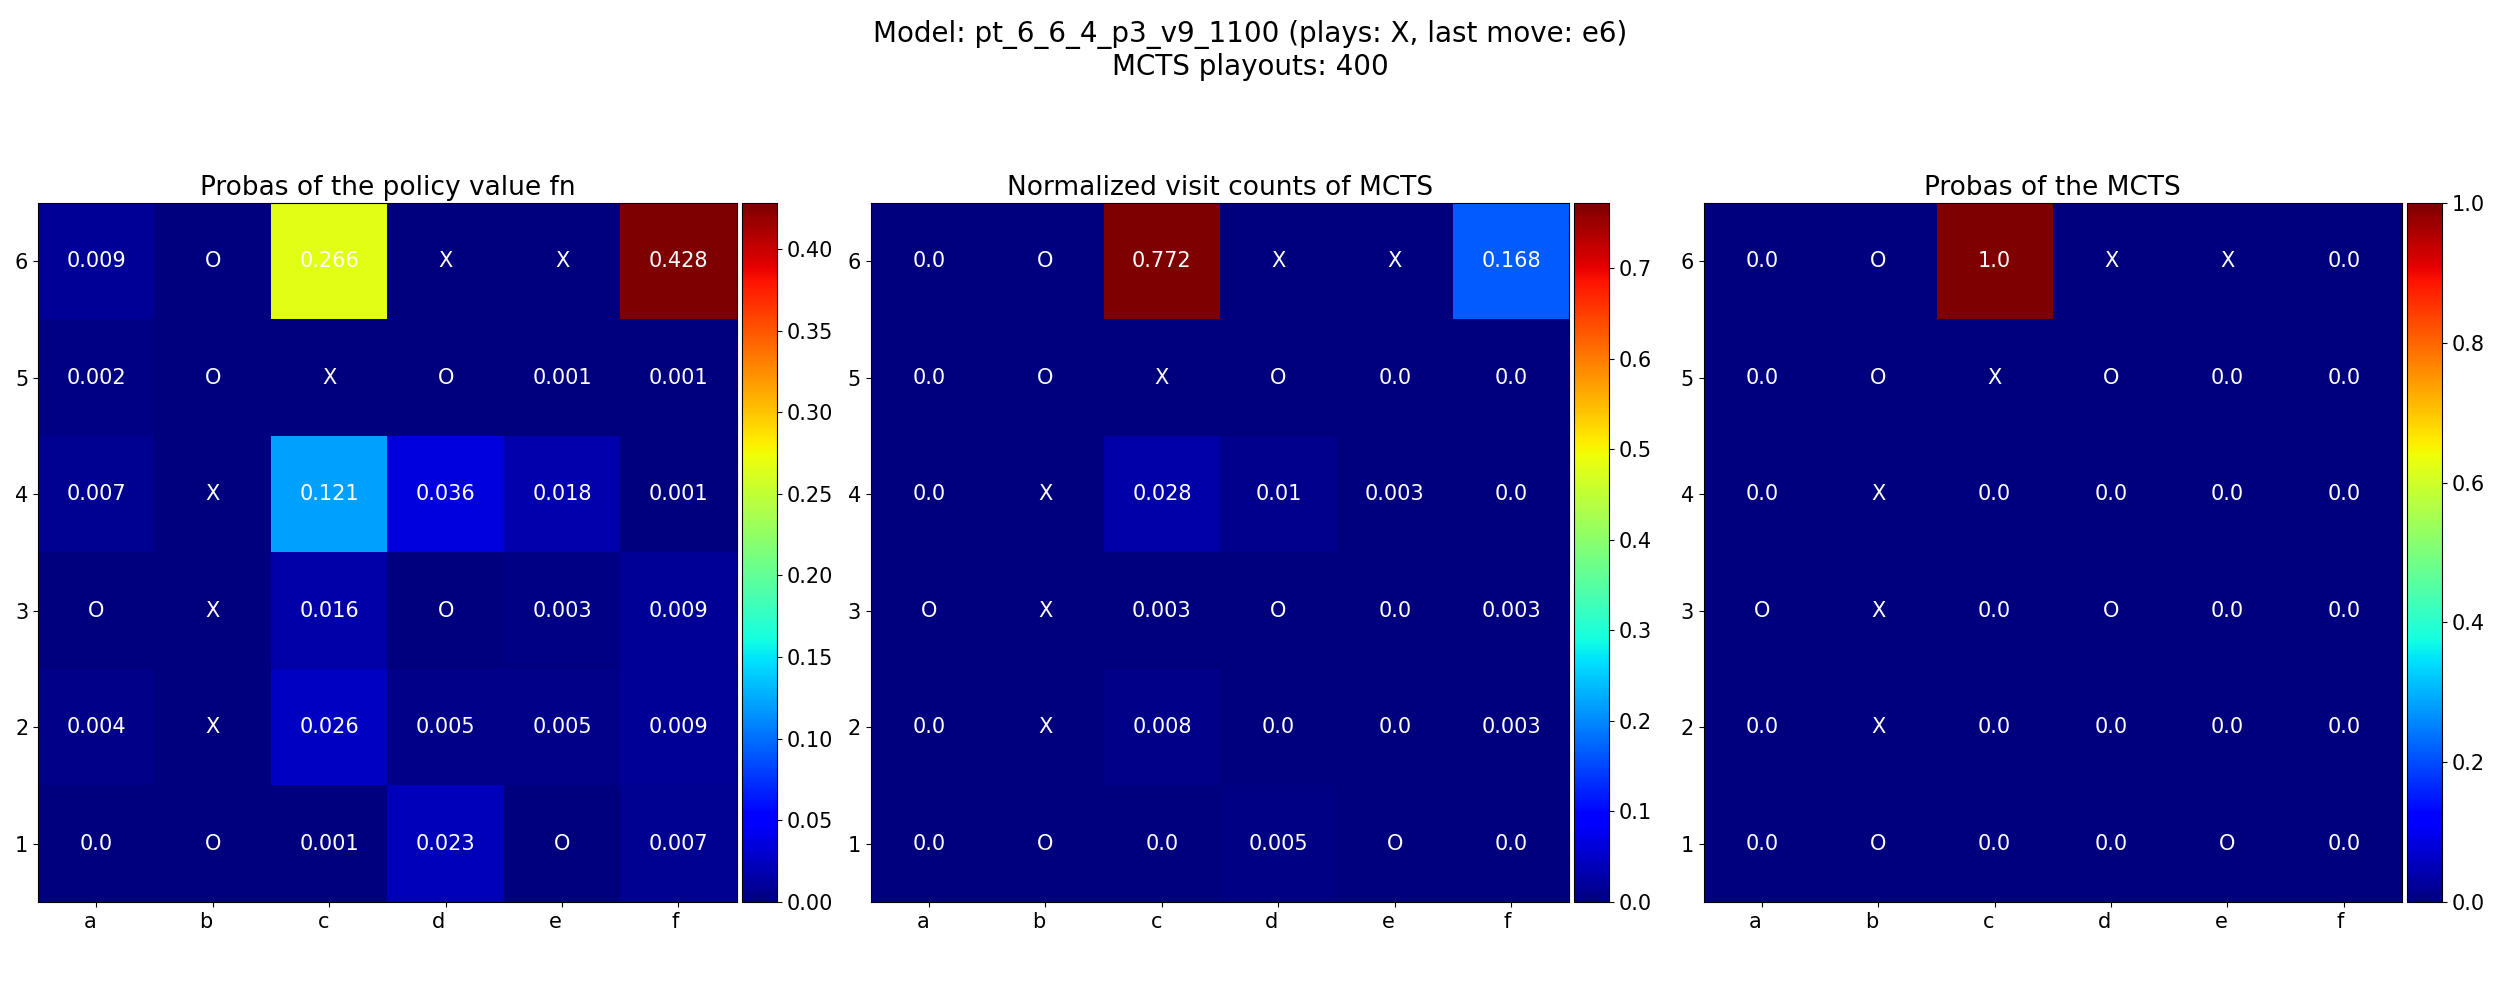 Model: pt_6_6_4_p3_v9_1100 (plays: X, last move: e6)
MCTS playouts: 400
Probas of the policy value fn
6 0.009 O 0.266 X X 0.428
5 0.002 O X O 0.001 0.001
4 0.007 X 0.121 0.036 0.018 0.001
3 O X 0.016 O 0.003 0.009
2 0.004 X 0.026 0.005 0.005 0.009
1 0.0 O 0.001 0.023 O 0.007
a b c d e f
0.40
0.35
0.30
0.25
0.20
0.15
0.10
0.05
0.00
Normalized visit counts of MCTS
6 0.0 O 0.772 X X 0.168
5 0.0 O X O 0.0 0.0
4 0.0 X 0.028 0.01 0.003 0.0
3 O X 0.003 O 0.0 0.003
2 0.0 X 0.008 0.0 0.0 0.003
1 0.0 O 0.0 0.005 O 0.0
a b c d e f
0.7
0.6
0.5
0.4
0.3
0.2
0.1
0.0
Probas of the MCTS
6 0.0 O 1.0 X X 0.0
5 0.0 O X O 0.0 0.0
4 0.0 X 0.0 0.0 0.0 0.0
3 O X 0.0 O 0.0 0.0
2 0.0 X 0.0 0.0 0.0 0.0
1 0.0 O 0.0 0.0 O 0.0
a b c d e f
1.0
0.8
0.6
0.4
0.2
0.0